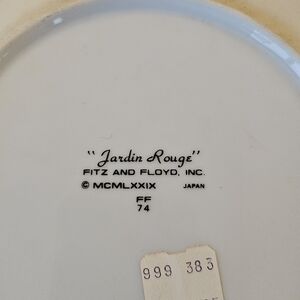 "Jardin Rouge"
FITZ AND FLOYD, INC.
© MCMLXXIX JAPAN
FF
74
999 383